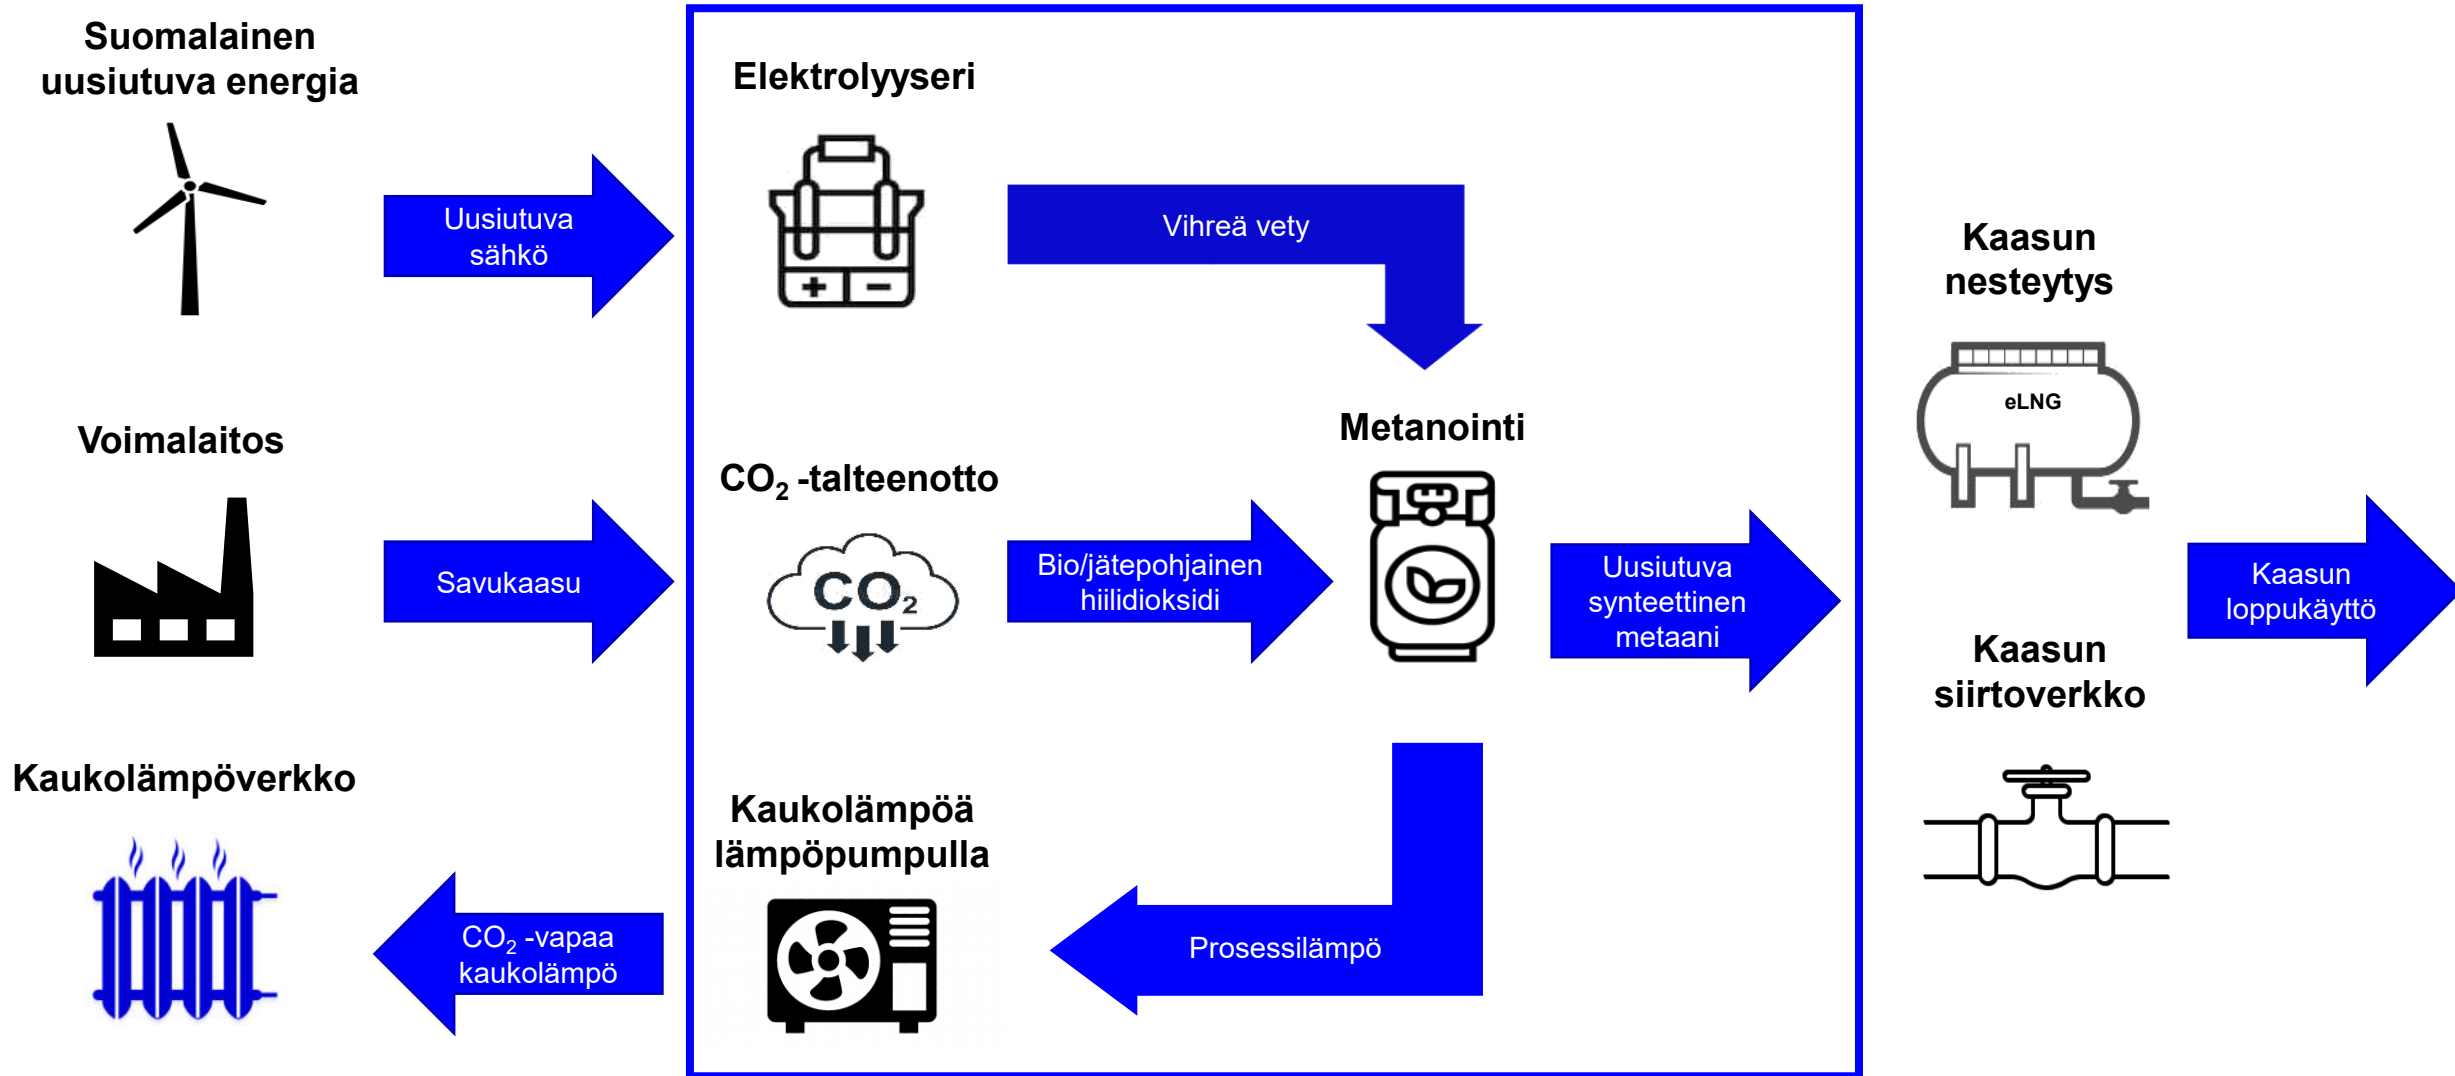 Suomalainen
uusiutuva energia
Uusiutuva
sähkö
Elektrolyyseri
+ −
Vihreä vety
Voimalaitos
Savukaasu
CO₂ -talteenotto
CO₂
Bio/jätepohjainen
hiilidioksidi
Metanointi
Uusiutuva
synteettinen
metaani
Kaasun
nesteytys
eLNG
Kaasun
siirtoverkko
Kaasun
loppukäyttö
Kaukolämpöverkko
CO₂ -vapaa
kaukolämpö
Kaukolämpöä
lämpöpumpulla
Prosessilämpö